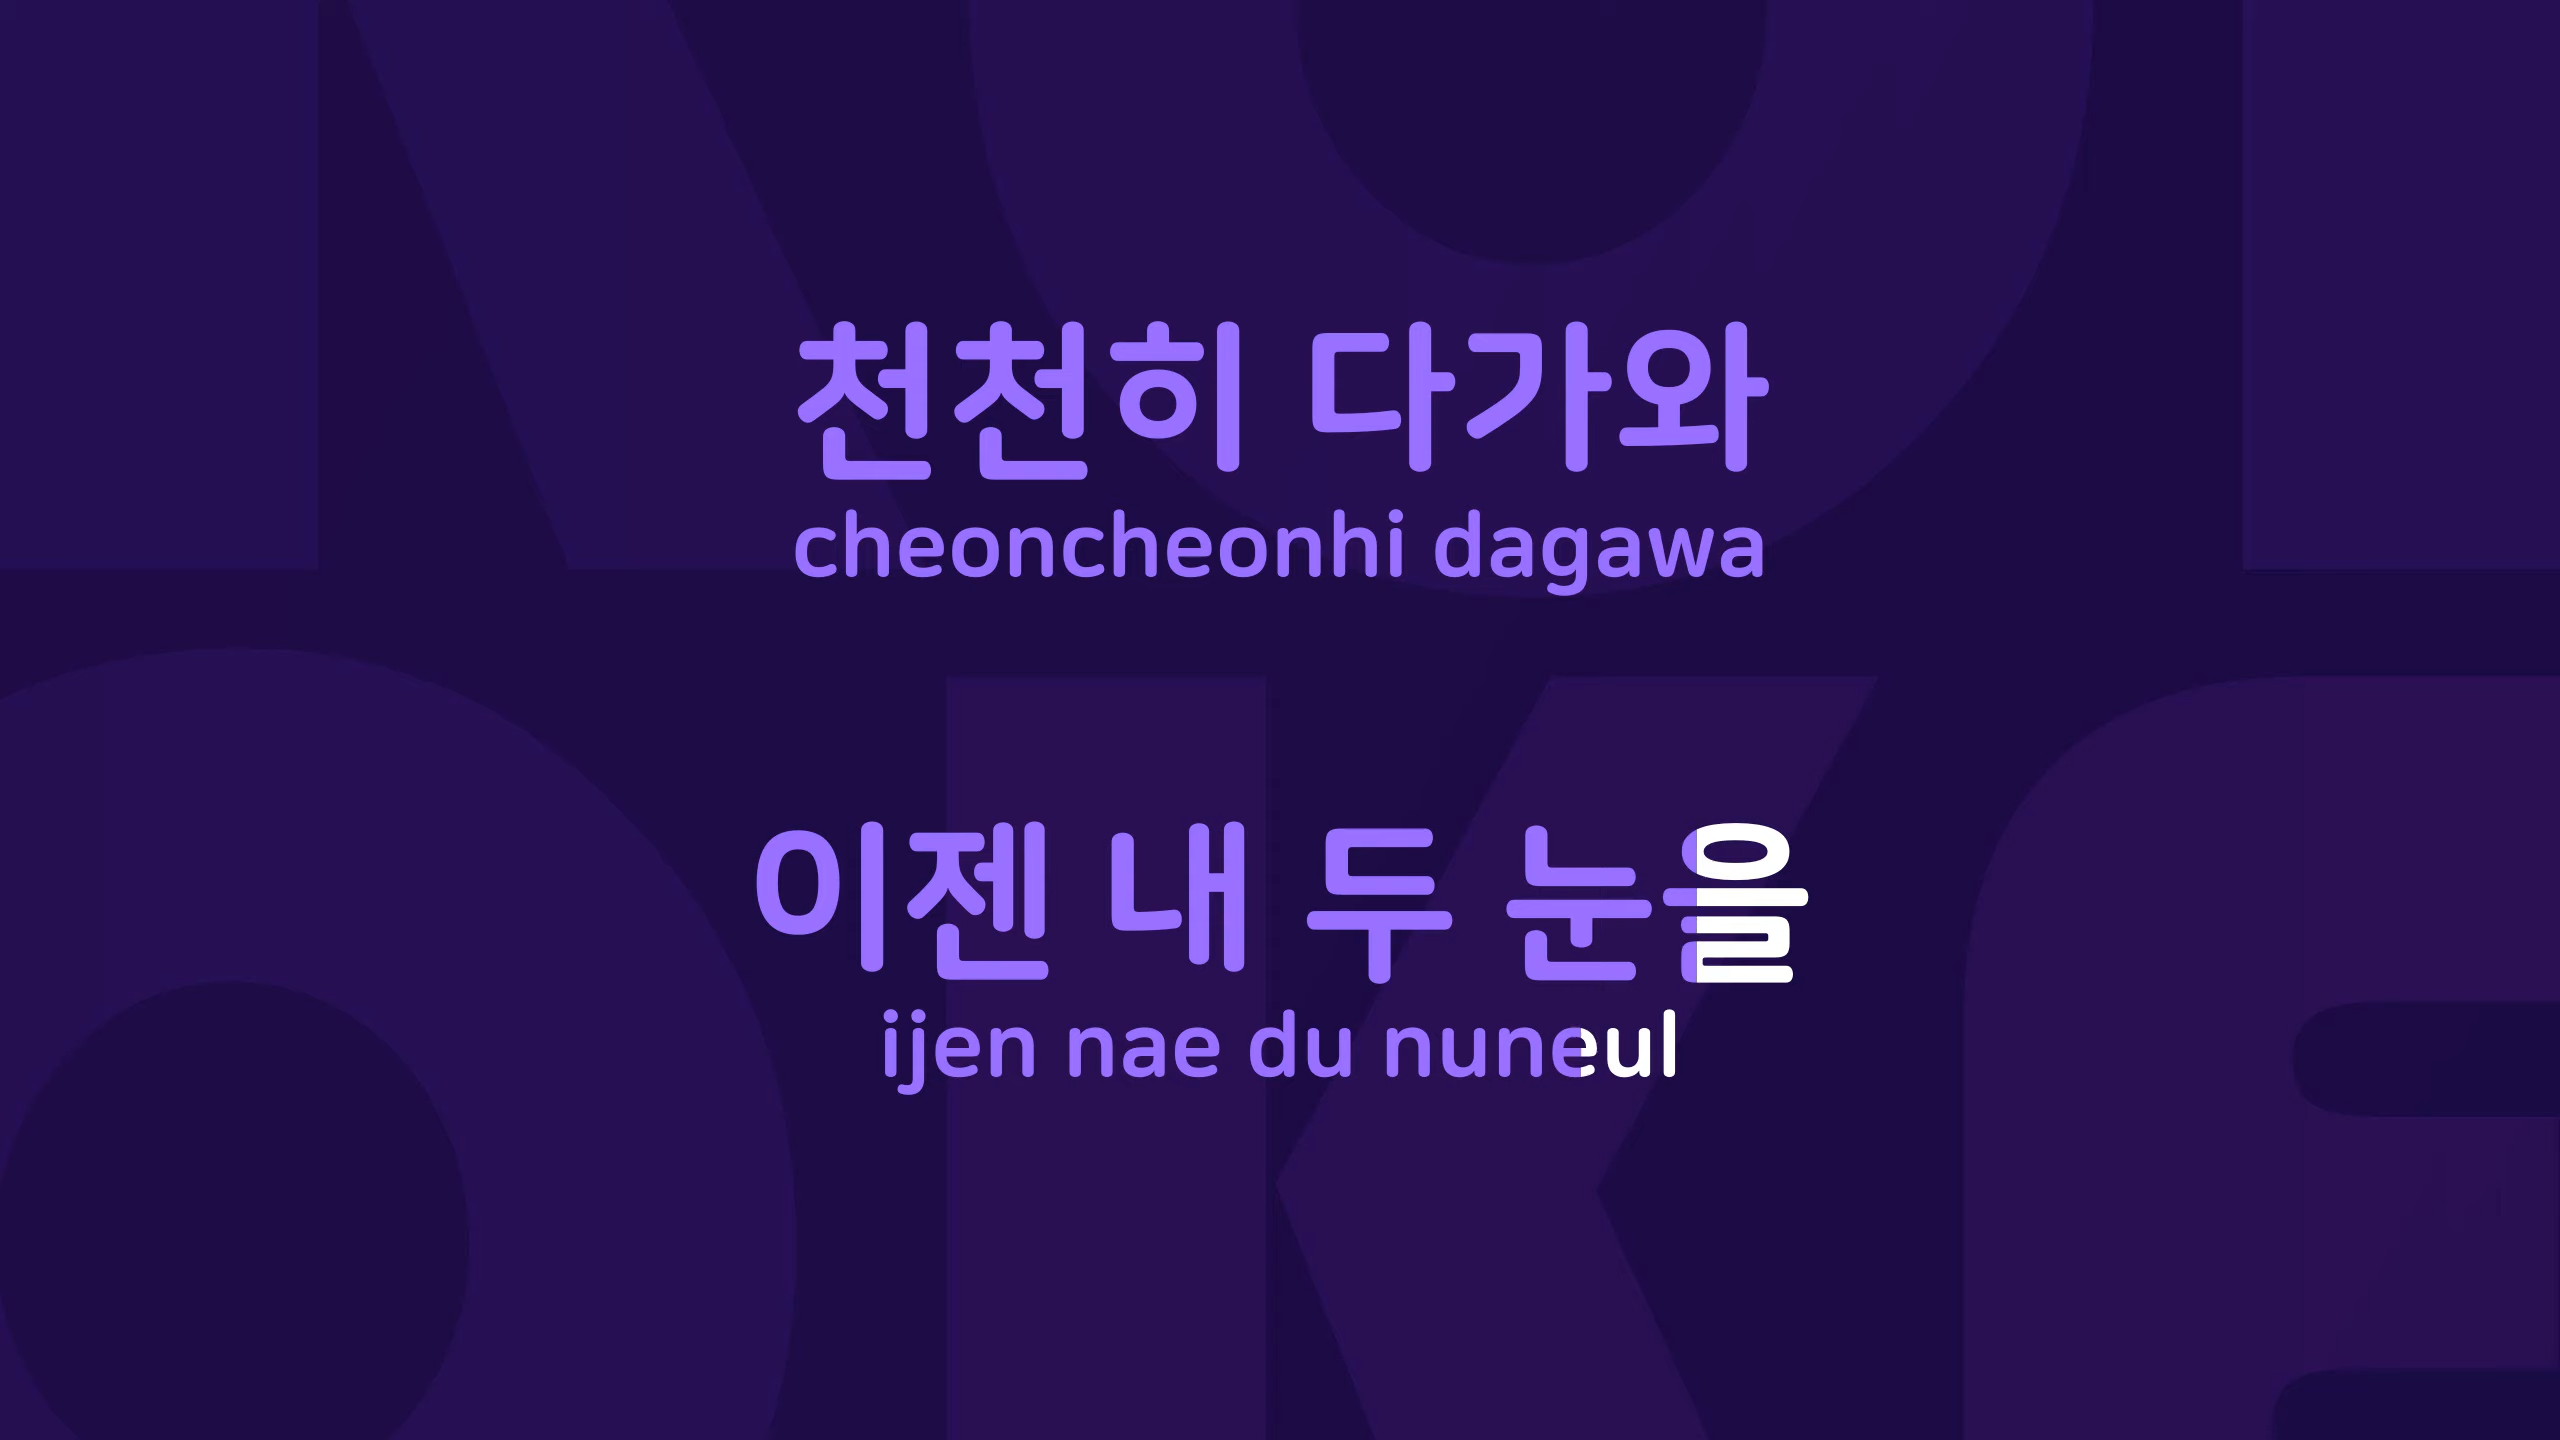 천천히 다가와
cheoncheonhi dagawa
이젠 내 두 눈을
ijen nae du nuneul